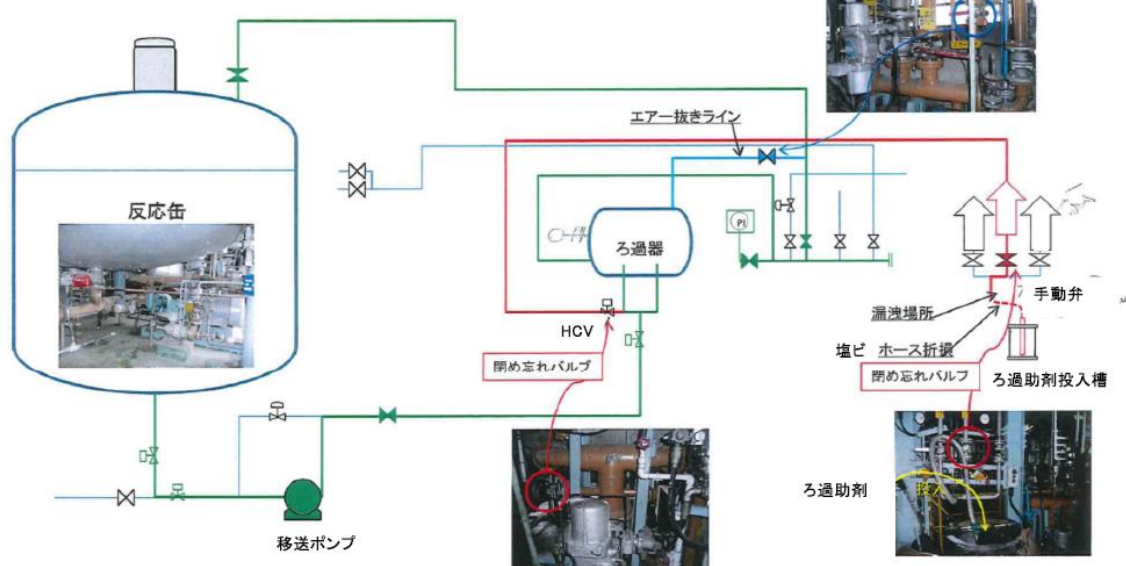 エアー抜きライン
反応缶
ろ過器
PI
手動弁
漏洩場所
HCV
塩ビ ホース折損
閉め忘れバルブ
閉め忘れバルブ
ろ過助剤投入槽
ろ過助剤
投入
移送ポンプ